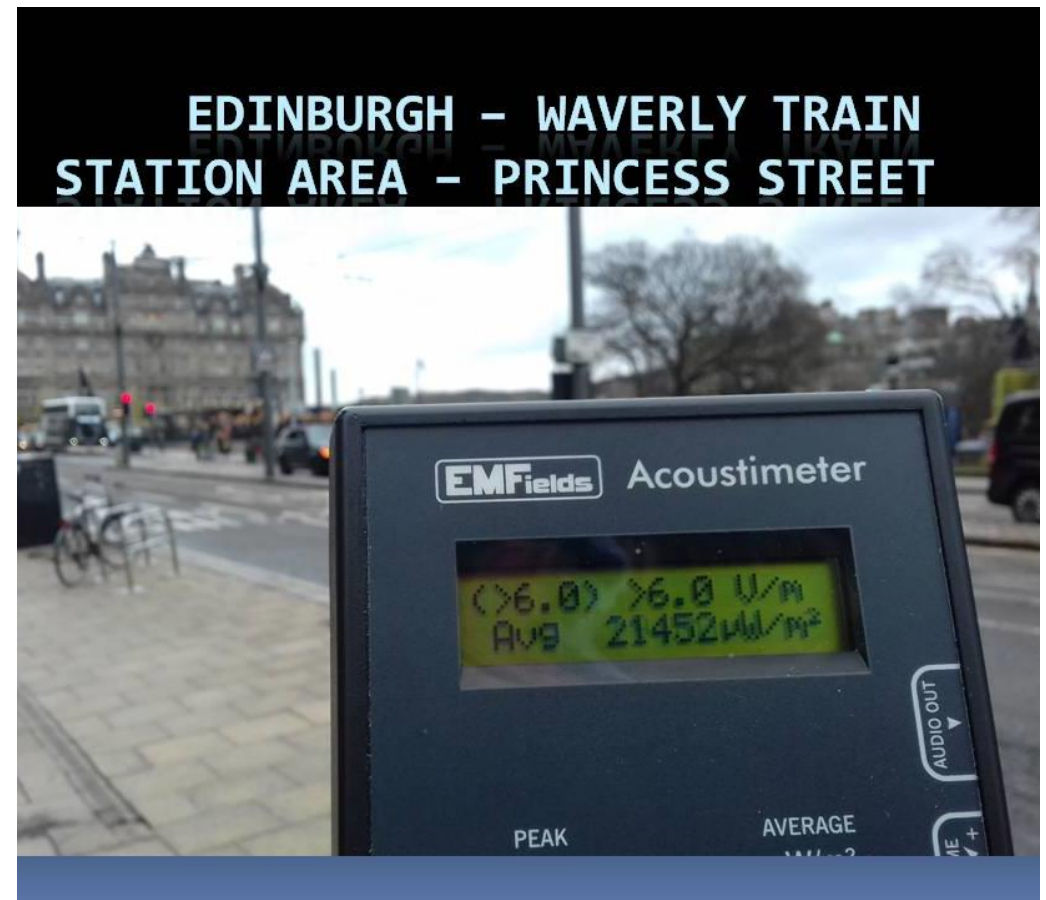 EDINBURGH – WAVERLY TRAIN
STATION AREA – PRINCESS STREET
EMFields Acoustimeter
(>6.0) >6.0 V/m
Avg 21452µW/m²
AUDIO OUT
PEAK
AVERAGE